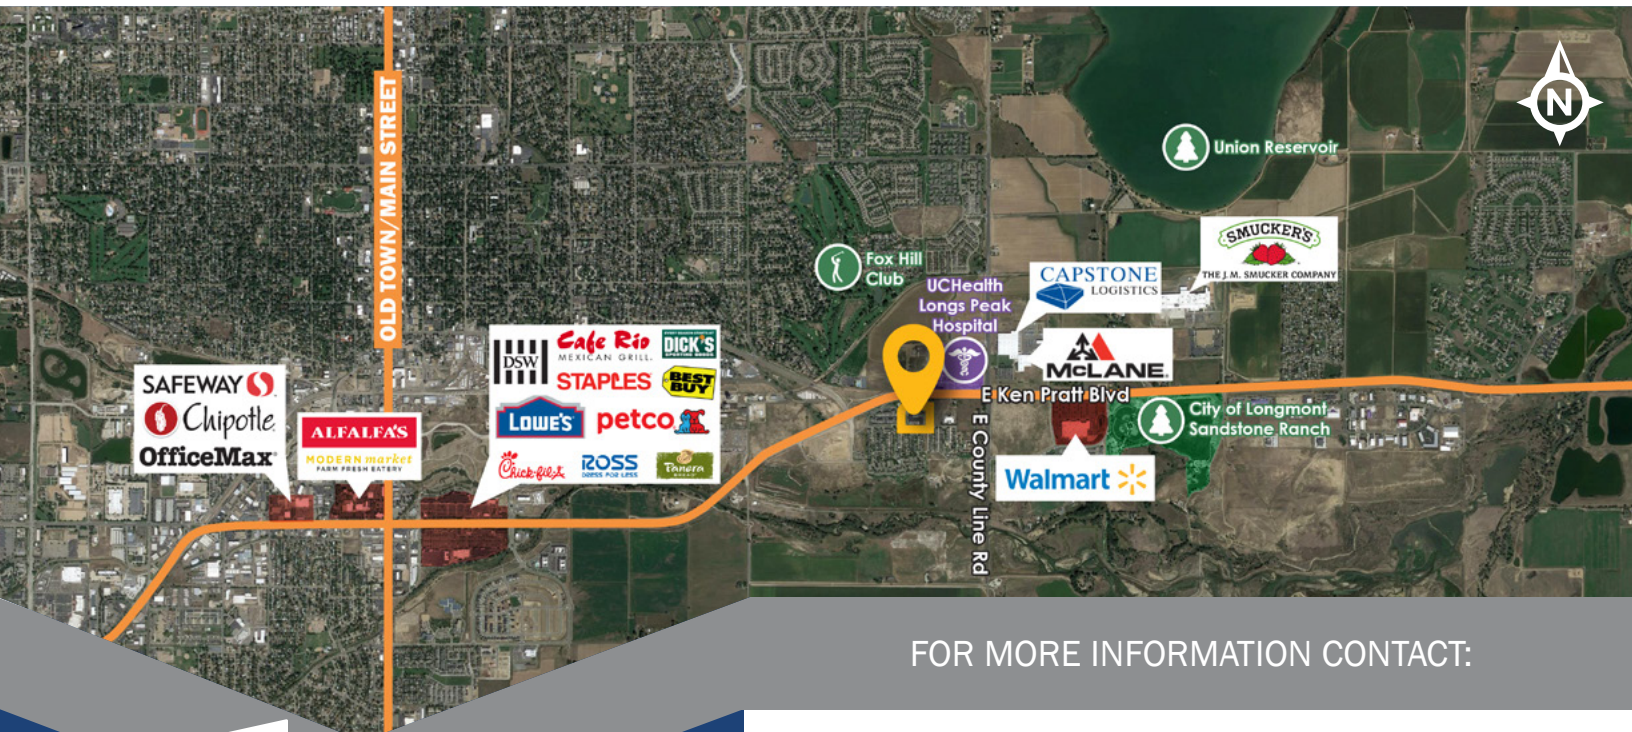 N
OLD TOWN/MAIN STREET
Union Reservoir
SMUCKER'S
THE J. M. SMUCKER COMPANY
Fox Hill
Club
UCHealth
Longs Peak
Hospital
CAPSTONE
LOGISTICS
McLANE
DSW
Cafe Rio
MEXICAN GRILL.
DICK'S
SPORTING GOODS
STAPLES
BEST
BUY
LOWE'S
petco
Chick-fil-A
ROSS
DRESS FOR LESS
Panera
BREAD
SAFEWAY
Chipotle
OfficeMax
ALFALFA'S
MODERN market
FARM FRESH EATERY
E Ken Pratt Blvd
City of Longmont
Sandstone Ranch
E County Line Rd
Walmart
FOR MORE INFORMATION CONTACT: